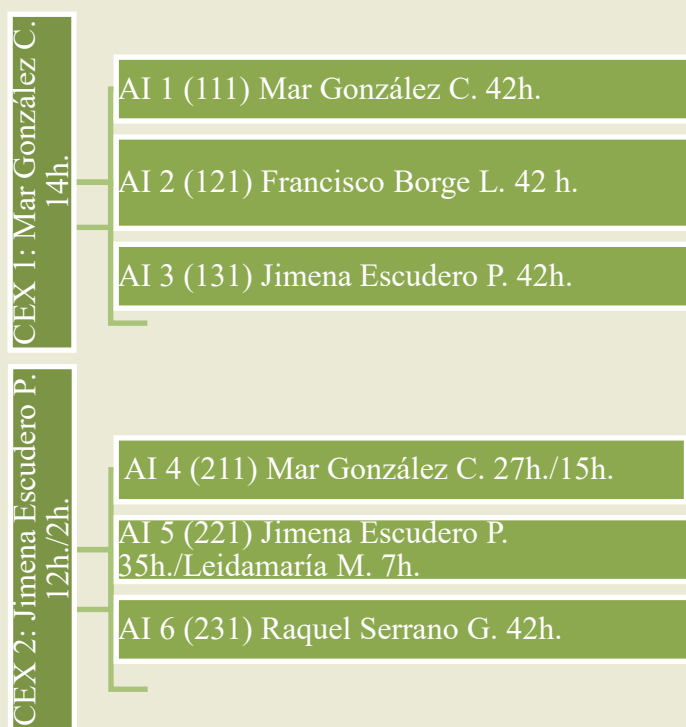 CEX 1: Mar González C.
14h.
AI 1 (111) Mar González C. 42h.
AI 2 (121) Francisco Borge L. 42 h.
AI 3 (131) Jimena Escudero P. 42h.
CEX 2: Jimena Escudero P.
12h./2h.
AI 4 (211) Mar González C. 27h./15h.
AI 5 (221) Jimena Escudero P.
35h./Leidamaría M. 7h.
AI 6 (231) Raquel Serrano G. 42h.